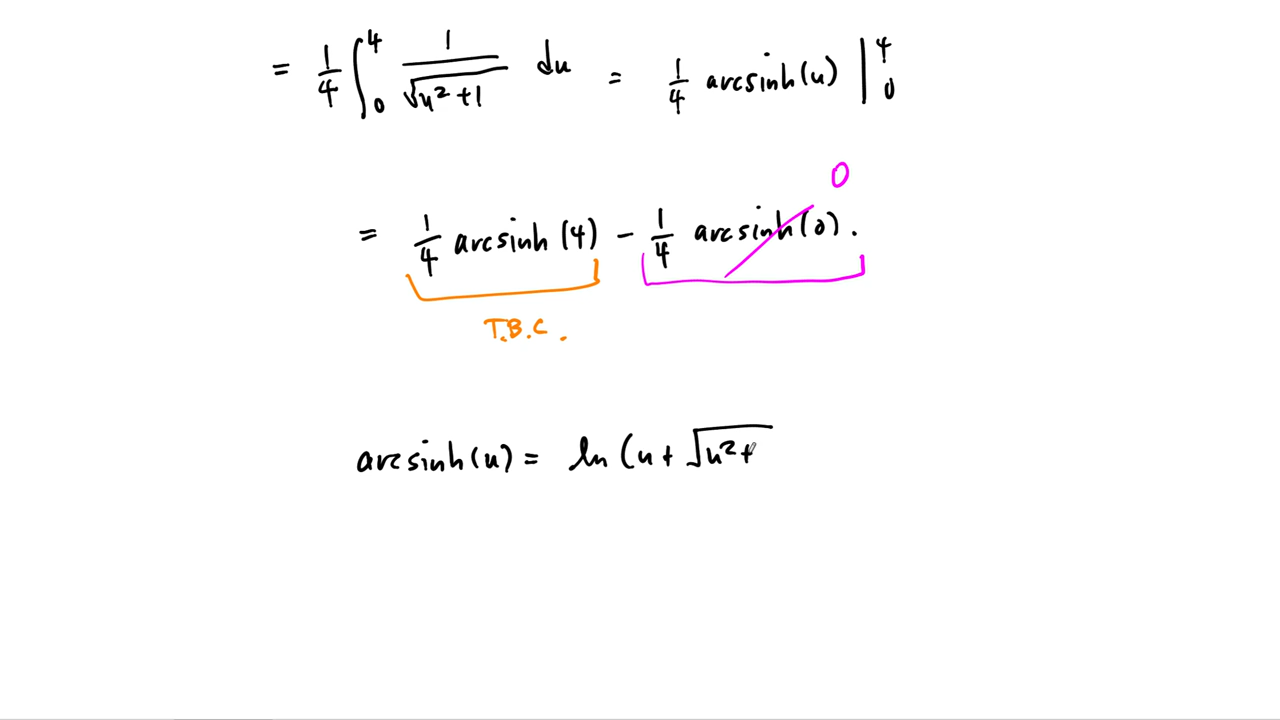 = 1/4 ∫₀⁴ 1/√(u²+1) du = 1/4 arcsinh(u) |₀⁴
0
= 1/4 arcsinh(4) - 1/4 arcsinh(0).
T.B.C.
arcsinh(u) = ln(u + √u²+